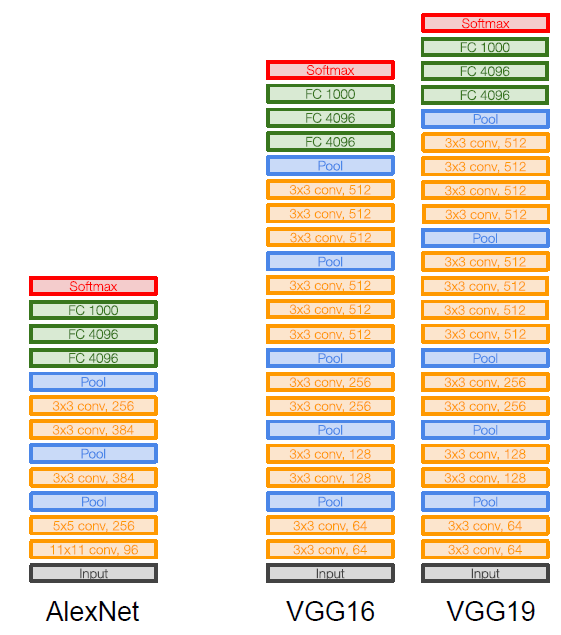 Softmax
FC 1000
FC 4096
FC 4096
Pool
3x3 conv, 256
3x3 conv, 384
Pool
3x3 conv, 384
Pool
5x5 conv, 256
11x11 conv, 96
Input
AlexNet
Softmax
FC 1000
FC 4096
FC 4096
Pool
3x3 conv, 512
3x3 conv, 512
3x3 conv, 512
Pool
3x3 conv, 512
3x3 conv, 512
3x3 conv, 512
Pool
3x3 conv, 256
3x3 conv, 256
Pool
3x3 conv, 128
3x3 conv, 128
Pool
3x3 conv, 64
3x3 conv, 64
Input
VGG16
Softmax
FC 1000
FC 4096
FC 4096
Pool
3x3 conv, 512
3x3 conv, 512
3x3 conv, 512
3x3 conv, 512
Pool
3x3 conv, 512
3x3 conv, 512
3x3 conv, 512
3x3 conv, 512
Pool
3x3 conv, 256
3x3 conv, 256
Pool
3x3 conv, 128
3x3 conv, 128
Pool
3x3 conv, 64
3x3 conv, 64
Input
VGG19